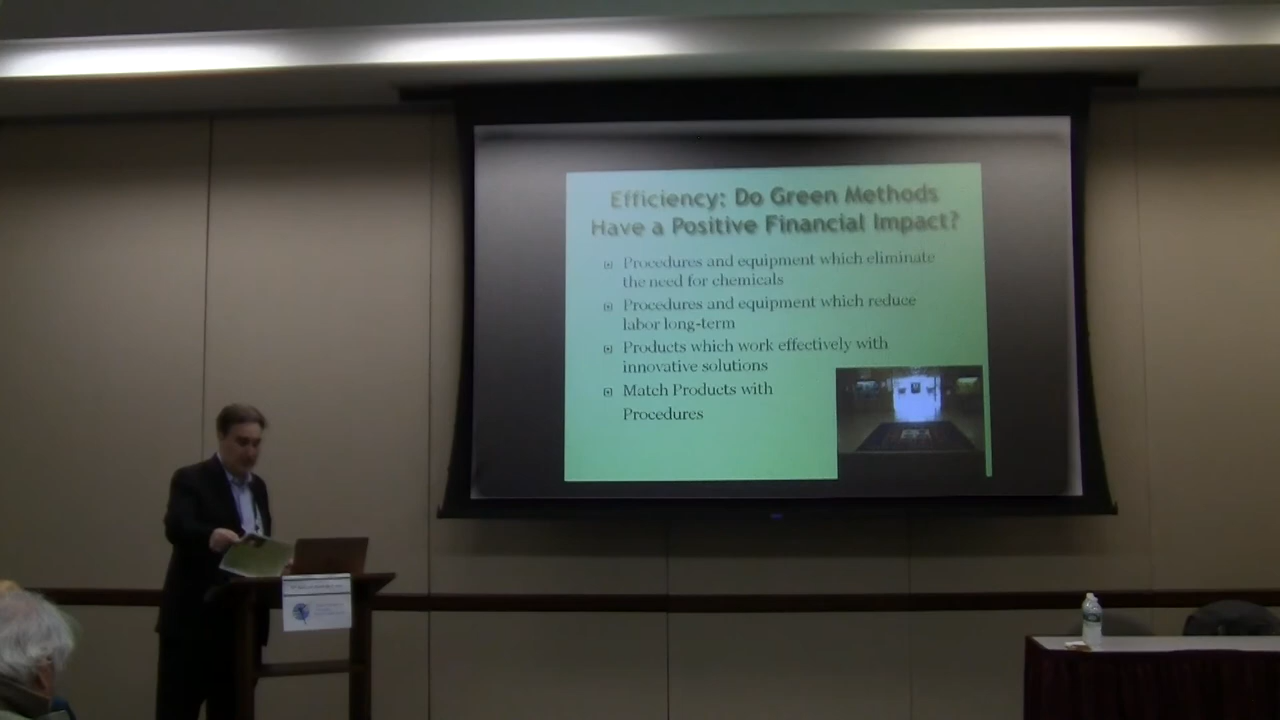 Efficiency: Do Green Methods
Have a Positive Financial Impact?
Procedures and equipment which eliminate
the need for chemicals
Procedures and equipment which reduce
labor long-term
Products which work effectively with
innovative solutions
Match Products with
Procedures